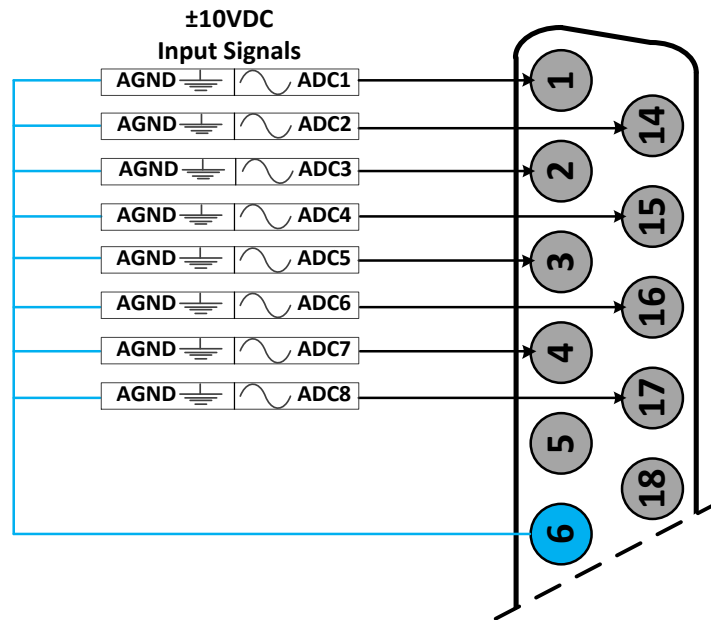 ±10VDC
Input Signals
AGND ADC1
AGND ADC2
AGND ADC3
AGND ADC4
AGND ADC5
AGND ADC6
AGND ADC7
AGND ADC8
1
14
2
15
3
16
4
17
5
18
6